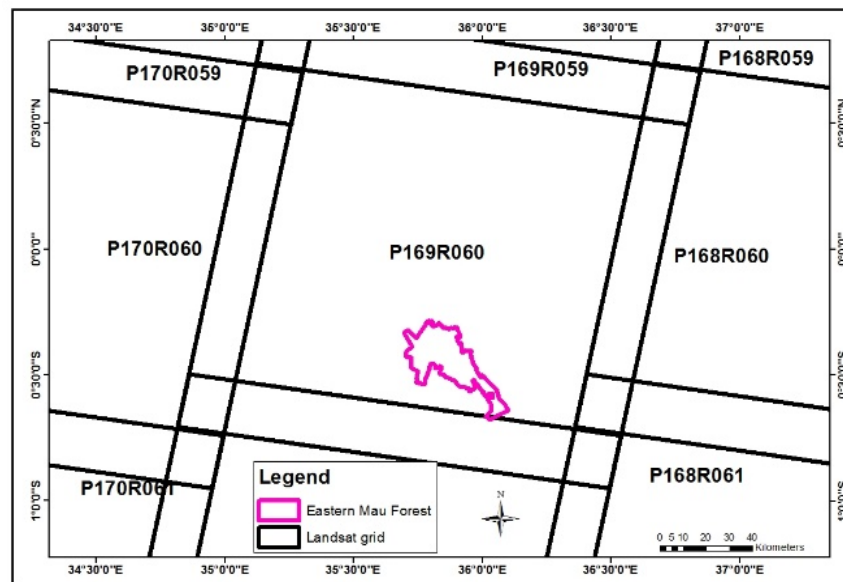 34°30'0"E 35°0'0"E 35°30'0"E 36°0'0"E 36°30'0"E 37°0'0"E
P170R059 P169R059 P168R059
0°30'0"N 0°30'0"N
P170R060 P169R060 P168R060
0°0'0" 0°0'0"
0°30'0"S 0°30'0"S
P170R061 P168R061
1°0'0"S 1°0'0"S
Legend
Eastern Mau Forest
Landsat grid
N
0 5 10 20 30 40
Kilometers
34°30'0"E 35°0'0"E 35°30'0"E 36°0'0"E 36°30'0"E 37°0'0"E